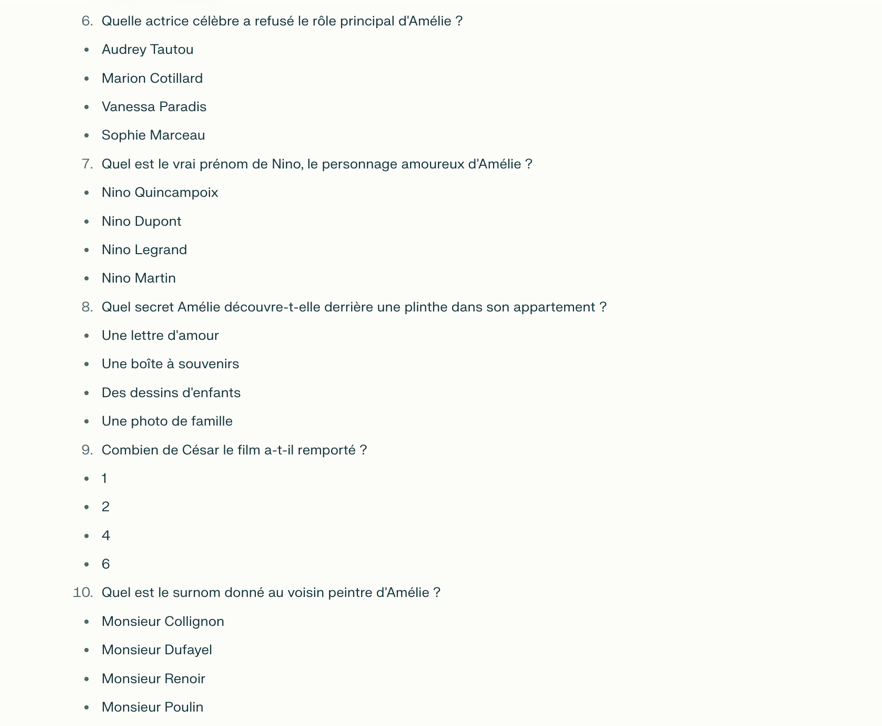 6. Quelle actrice célèbre a refusé le rôle principal d'Amélie ?
• Audrey Tautou
• Marion Cotillard
• Vanessa Paradis
• Sophie Marceau
7. Quel est le vrai prénom de Nino, le personnage amoureux d'Amélie ?
• Nino Quincampoix
• Nino Dupont
• Nino Legrand
• Nino Martin
8. Quel secret Amélie découvre-t-elle derrière une plinthe dans son appartement ?
• Une lettre d'amour
• Une boîte à souvenirs
• Des dessins d'enfants
• Une photo de famille
9. Combien de César le film a-t-il remporté ?
• 1
• 2
• 4
• 6
10. Quel est le surnom donné au voisin peintre d'Amélie ?
• Monsieur Collignon
• Monsieur Dufayel
• Monsieur Renoir
• Monsieur Poulin